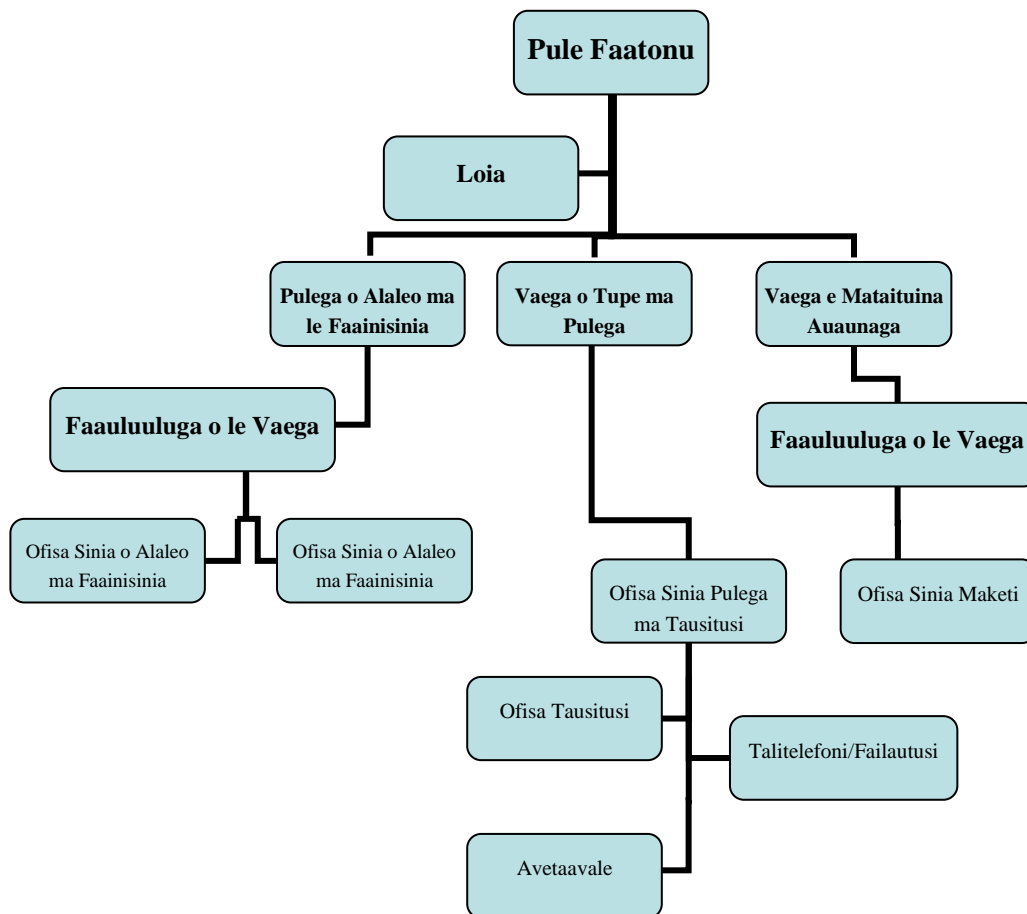 Pule Faatonu
Loia
Pulega o Alaleo ma
le Faainisinia
Vaega o Tupe ma
Pulega
Vaega e Mataituina
Auaunaga
Faauluuluga o le Vaega
Faauluuluga o le Vaega
Ofisa Sinia o Alaleo
ma Faainisinia
Ofisa Sinia o Alaleo
ma Faainisinia
Ofisa Sinia Pulega
ma Tausitusi
Ofisa Sinia Maketi
Ofisa Tausitusi
Talitelefoni/Failautusi
Avetaavale